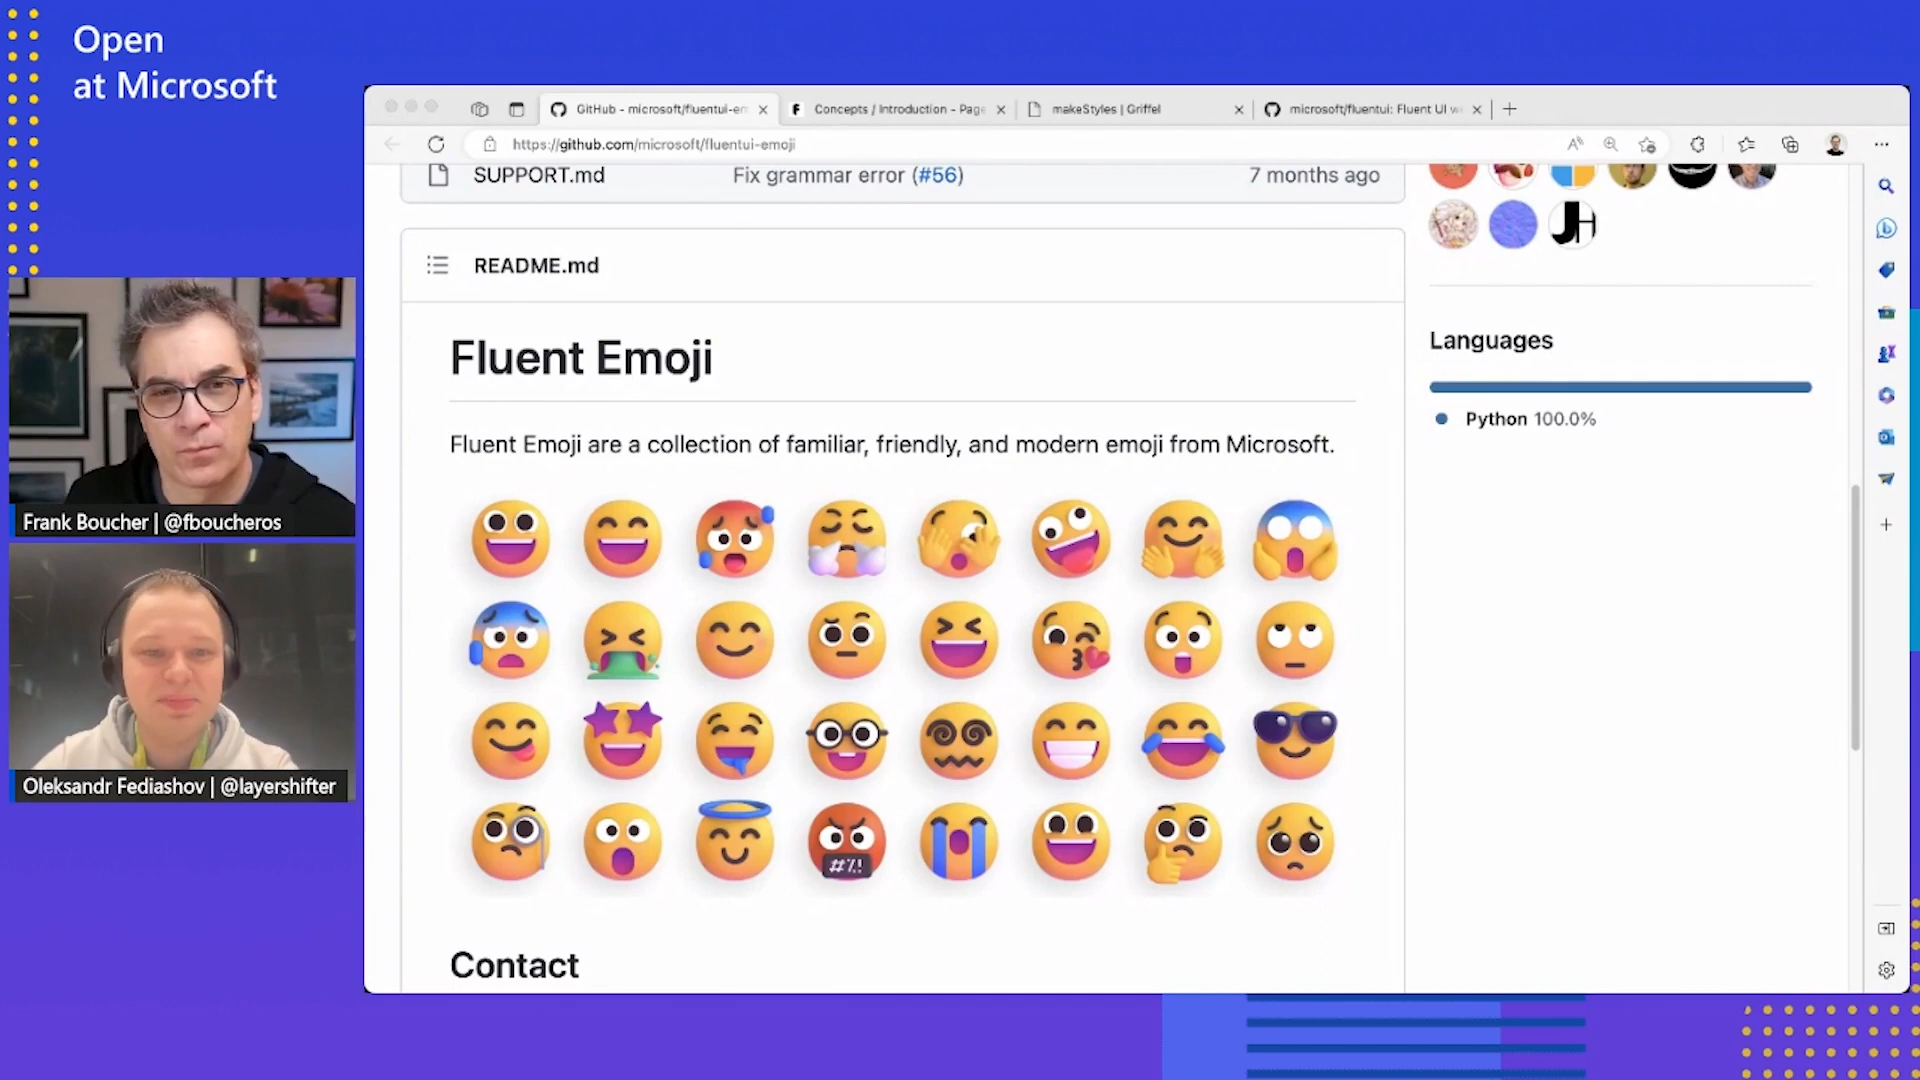 Open
at Microsoft
GitHub - microsoft/fluentui-em
Concepts / Introduction - Page
makeStyles | Griffel
microsoft/fluentui: Fluent UI w
https://github.com/microsoft/fluentui-emoji
SUPPORT.md
Fix grammar error (#56)
7 months ago
JH
README.md
Languages
Python 100.0%
Fluent Emoji
Fluent Emoji are a collection of familiar, friendly, and modern emoji from Microsoft.
#%!
Contact
Frank Boucher | @fboucheros
Oleksandr Fediashov | @layershifter